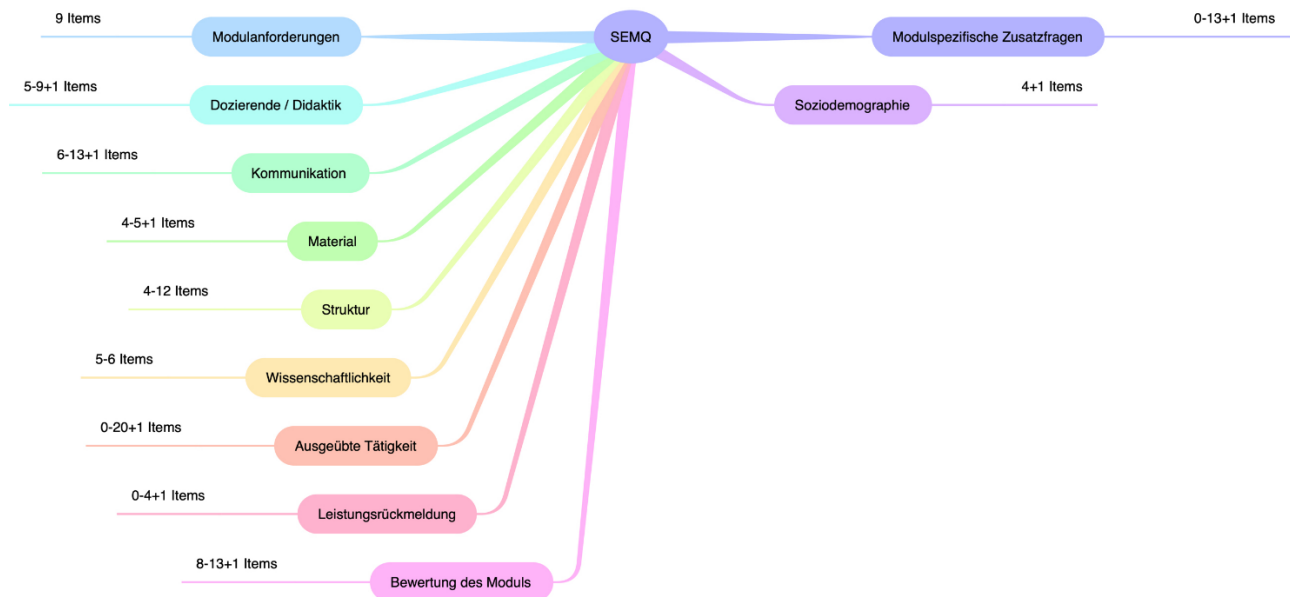 SEMQ
9 Items
Modulanforderungen
5-9+1 Items
Dozierende / Didaktik
6-13+1 Items
Kommunikation
4-5+1 Items
Material
4-12 Items
Struktur
5-6 Items
Wissenschaftlichkeit
0-20+1 Items
Ausgeübte Tätigkeit
0-4+1 Items
Leistungsrückmeldung
8-13+1 Items
Bewertung des Moduls
Modulspezifische Zusatzfragen
0-13+1 Items
Soziodemographie
4+1 Items